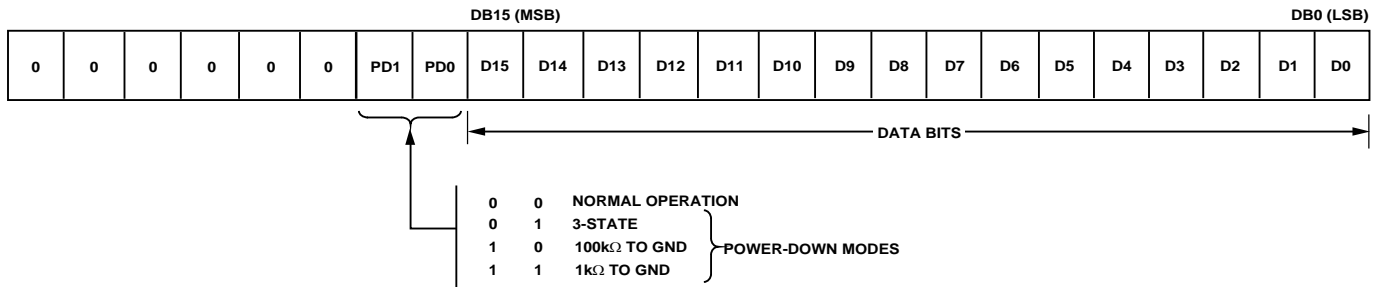 DB15 (MSB) DB0 (LSB)
0 0 0 0 0 0 PD1 PD0 D15 D14 D13 D12 D11 D10 D9 D8 D7 D6 D5 D4 D3 D2 D1 D0
DATA BITS
0 0 NORMAL OPERATION
0 1 3-STATE
1 0 100kΩ TO GND
POWER-DOWN MODES
1 1 1kΩ TO GND